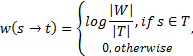 w(s → t) = { log |W| / |T|, if s ∈ T
0, otherwise